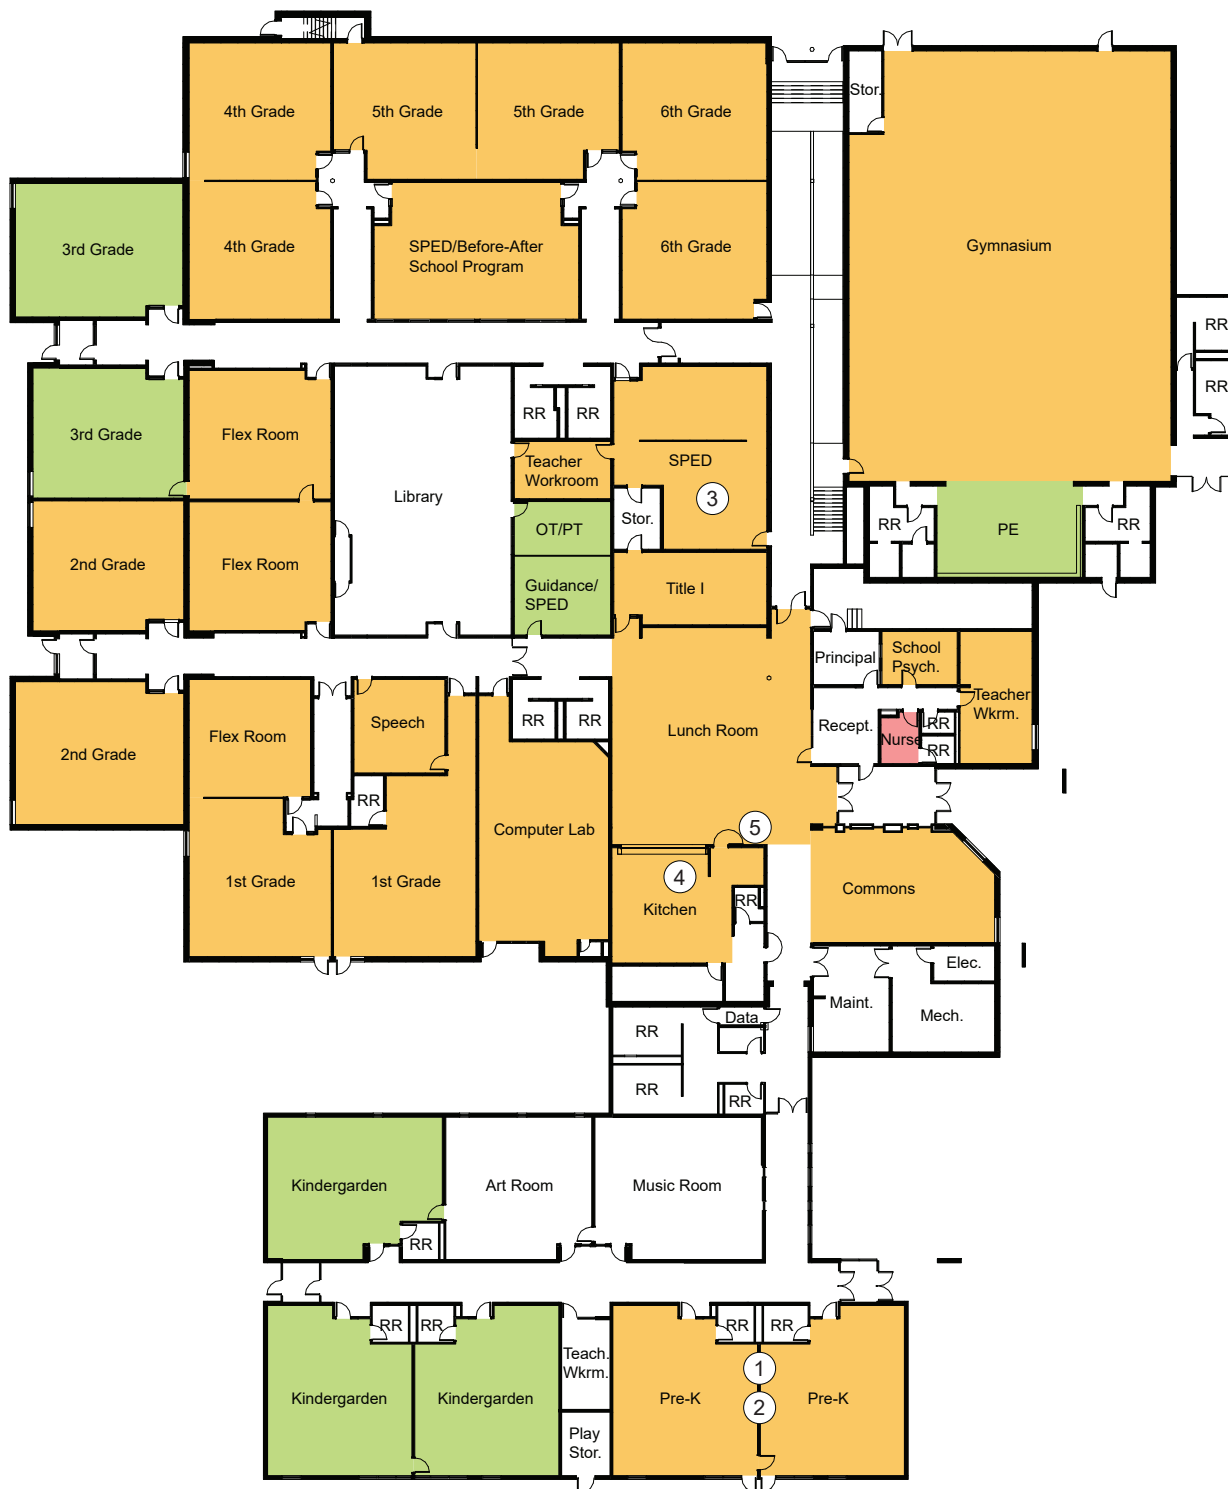 4th Grade
5th Grade
5th Grade
6th Grade
Stor.
3rd Grade
4th Grade
SPED/Before-After
School Program
6th Grade
Gymnasium
RR
RR
3rd Grade
Flex Room
Library
RR
RR
Teacher
Workroom
SPED
3
Stor.
OT/PT
RR
PE
RR
2nd Grade
Flex Room
Guidance/
SPED
Title I
Principal
School
Psych.
Teacher
Wkrm.
2nd Grade
Flex Room
Speech
RR
RR
Lunch Room
Recept.
Nurse
RR
RR
RR
Computer Lab
5
1st Grade
1st Grade
4
Kitchen
RR
Commons
Elec.
Maint.
Mech.
Data
RR
RR
RR
Kindergarden
Art Room
Music Room
RR
RR
RR
RR
RR
Teach.
Wkrm.
1
Kindergarden
Kindergarden
Pre-K
2
Pre-K
Play
Stor.